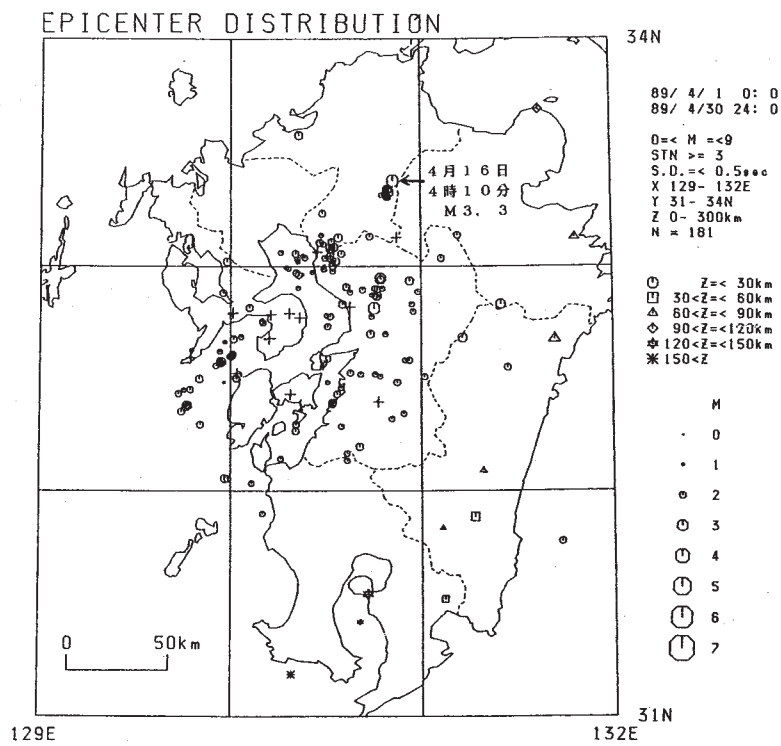 EPICENTER DISTRIBUTION
34N
89/ 4/ 1 0: 0
89/ 4/30 24: 0
0=< M =<9
STN >= 3
S.D.=< 0.5sec
X 129- 132E
Y 31- 34N
Z 0- 300km
N = 181
4月16日
4時10分
M3. 3
Z=< 30km
30<Z=< 60km
60<Z=< 90km
90<Z=<120km
120<Z=<150km
150<Z
M
0
1
2
3
4
5
6
7
0 50km
31N
129E 132E